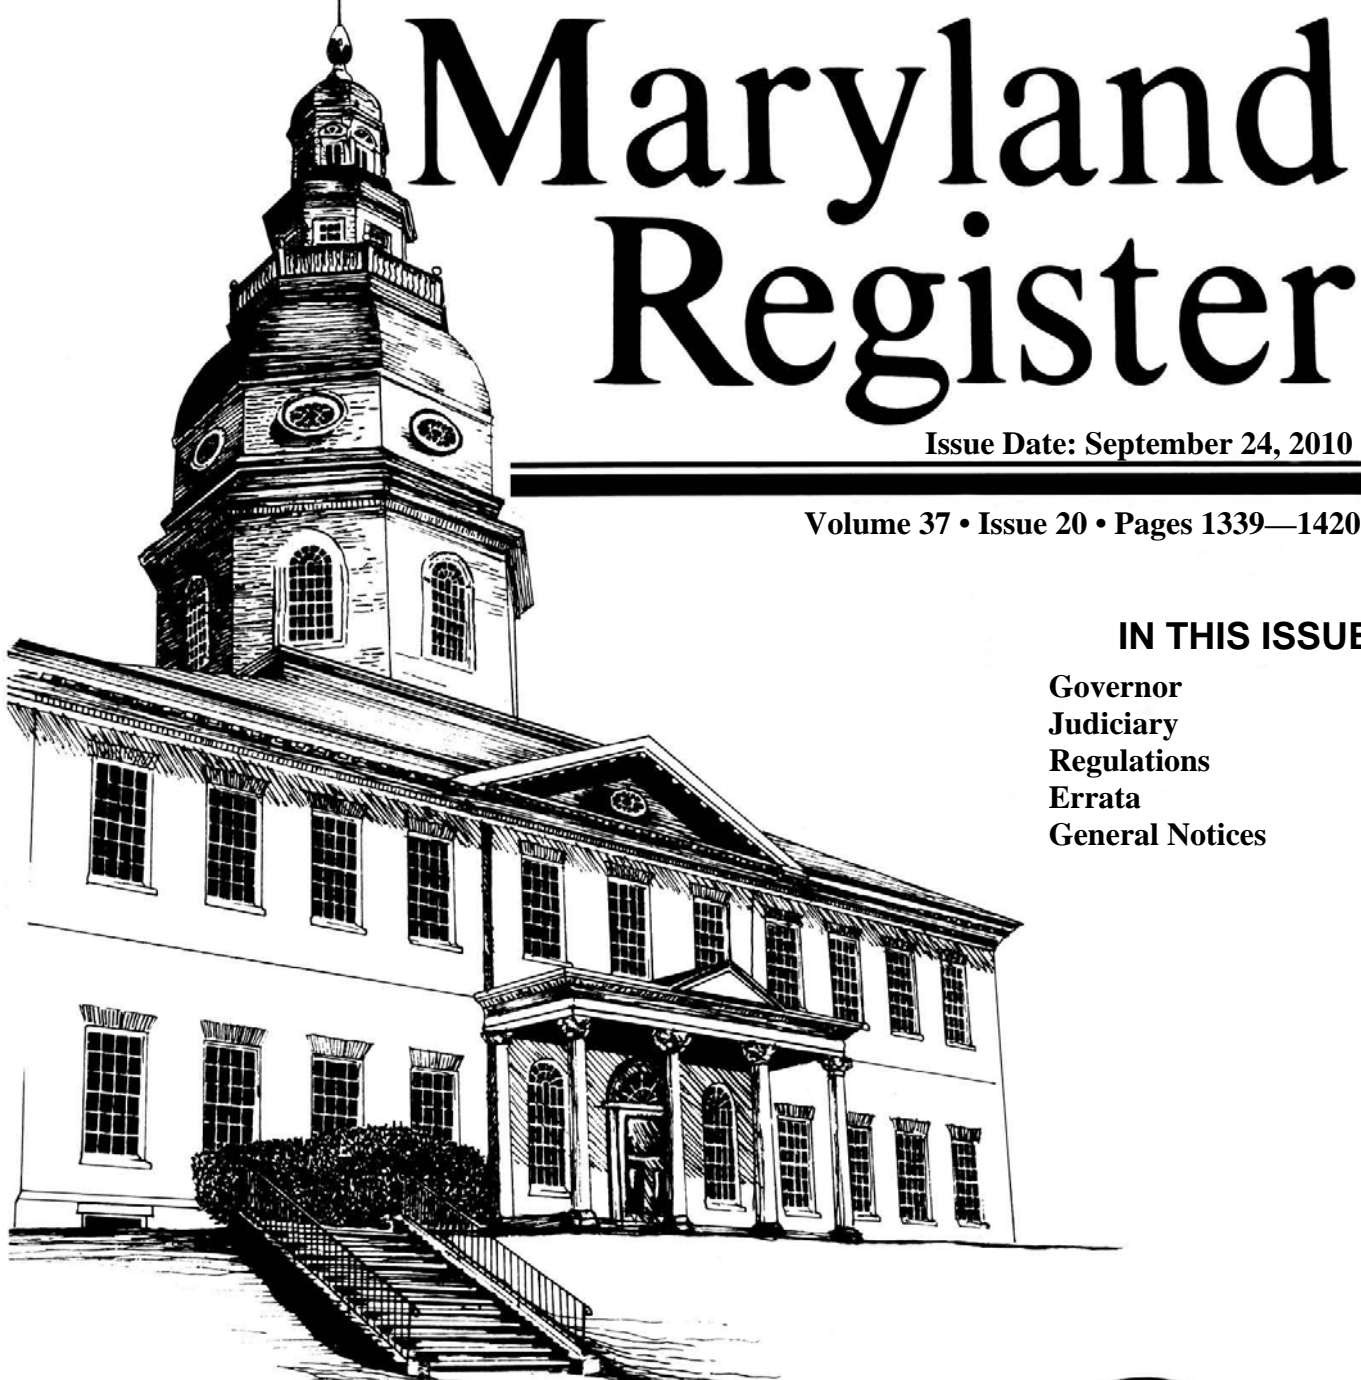 Maryland
Register
Issue Date: September 24, 2010
Volume 37 • Issue 20 • Pages 1339—1420
IN THIS ISSUE
Governor
Judiciary
Regulations
Errata
General Notices